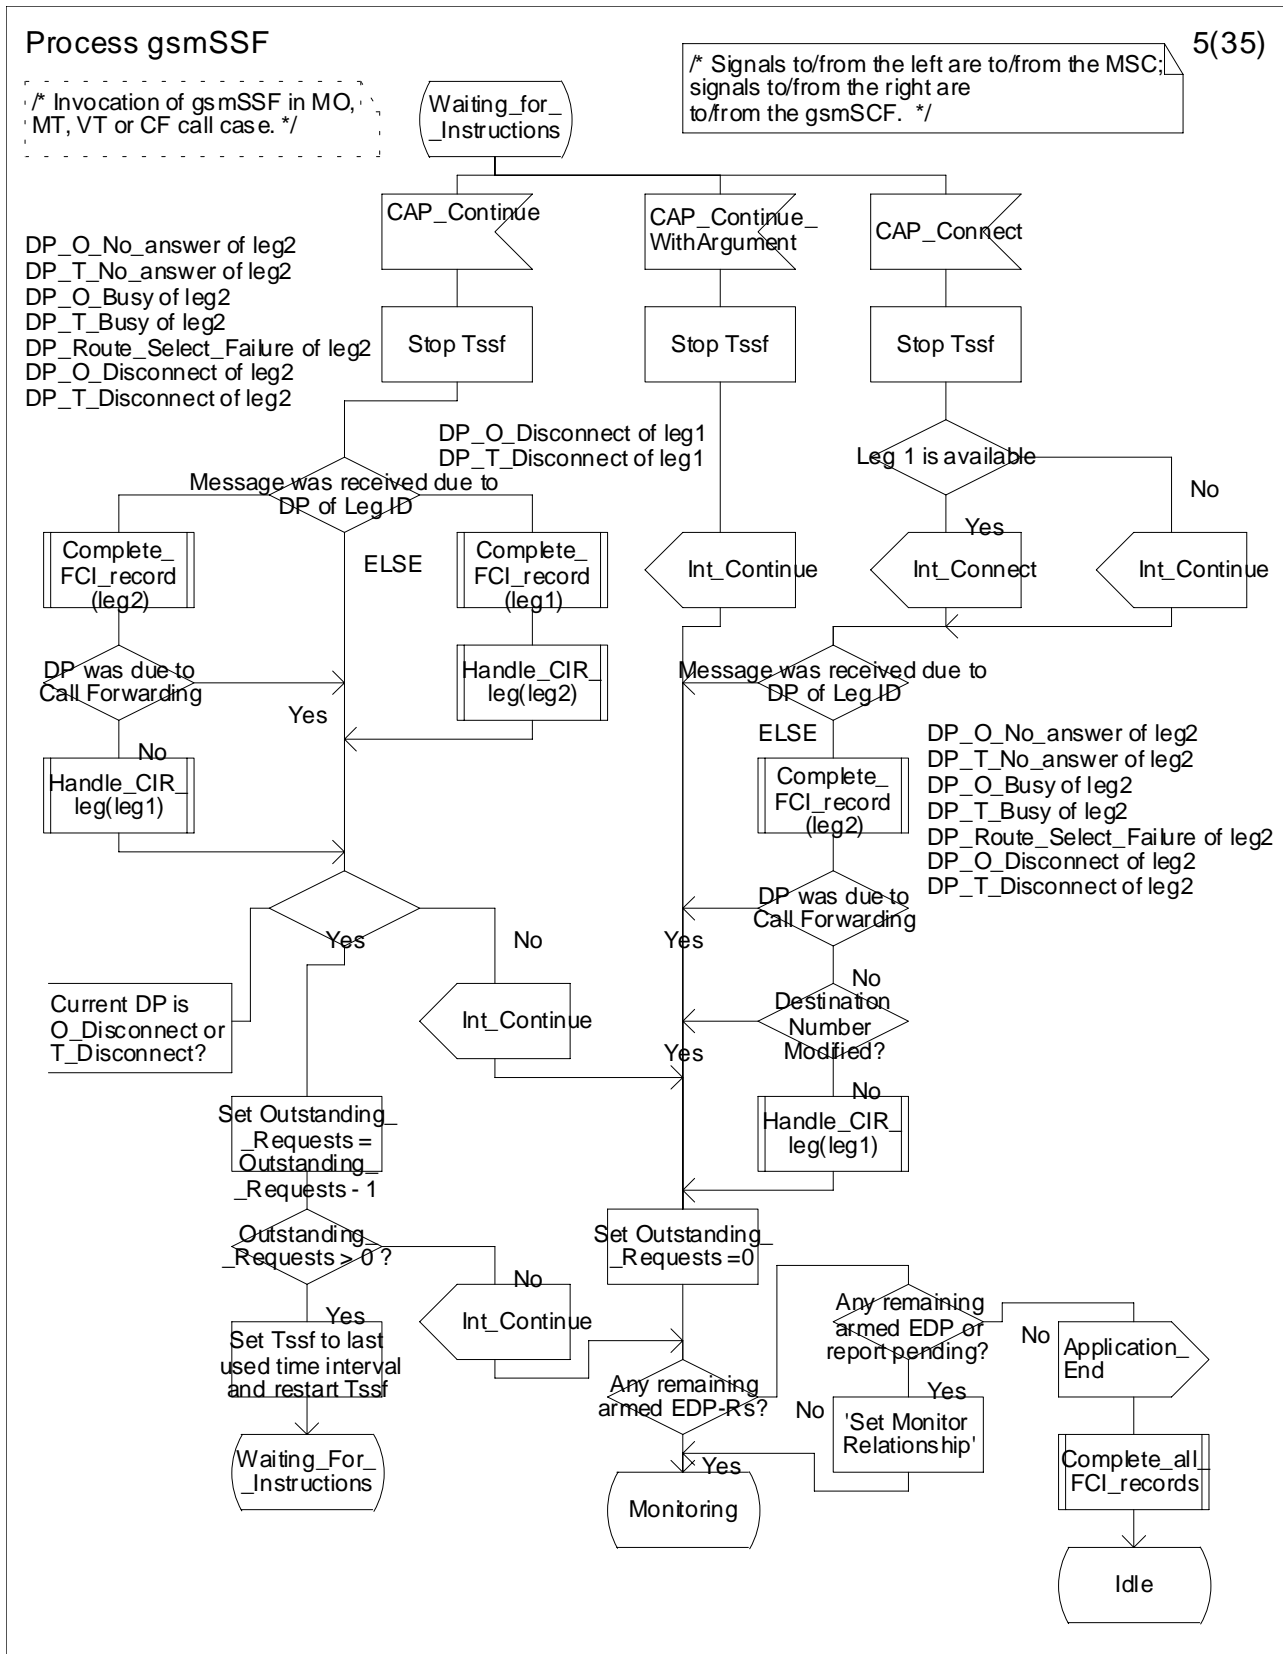 Process gsmSSF
5(35)
/* Invocation of gsmSSF in MO,
MT, VT or CF call case. */
/* Signals to/from the left are to/from the MSC;
signals to/from the right are
to/from the gsmSCF. */
Waiting_for_
_Instructions
CAP_Continue
CAP_Continue_
WithArgument
CAP_Connect
DP_O_No_answer of leg2
DP_T_No_answer of leg2
DP_O_Busy of leg2
DP_T_Busy of leg2
DP_Route_Select_Failure of leg2
DP_O_Disconnect of leg2
DP_T_Disconnect of leg2
Stop Tssf
Stop Tssf
Stop Tssf
DP_O_Disconnect of leg1
DP_T_Disconnect of leg1
Leg 1 is available
Message was received due to
DP of Leg ID
No
Yes
Complete_
FCI_record
(leg2)
ELSE
Complete_
FCI_record
(leg1)
Int_Continue
Int_Connect
Int_Continue
DP was due to
Call Forwarding
Yes
Handle_CIR_
leg(leg2)
Message was received due to
DP of Leg ID
No
Handle_CIR_
leg(leg1)
ELSE
Complete_
FCI_record
(leg2)
DP_O_No_answer of leg2
DP_T_No_answer of leg2
DP_O_Busy of leg2
DP_T_Busy of leg2
DP_Route_Select_Failure of leg2
DP_O_Disconnect of leg2
DP_T_Disconnect of leg2
DP was due to
Call Forwarding
Yes
No
Yes
No
Current DP is
O_Disconnect or
T_Disconnect?
Int_Continue
Destination
Number
Modified?
Yes
No
Set Outstanding_
_Requests =
Outstanding_
_Requests - 1
Handle_CIR_
leg(leg1)
Outstanding_
_Requests > 0 ?
Set Outstanding_
_Requests =0
No
Yes
Int_Continue
Any remaining
armed EDP or
report pending?
No
Application_
End
Set Tssf to last
used time interval
and restart Tssf
Any remaining
armed EDP-Rs?
No
Yes
'Set Monitor
Relationship'
Waiting_For_
_Instructions
Yes
Complete_all_
FCI_records
Monitoring
Idle